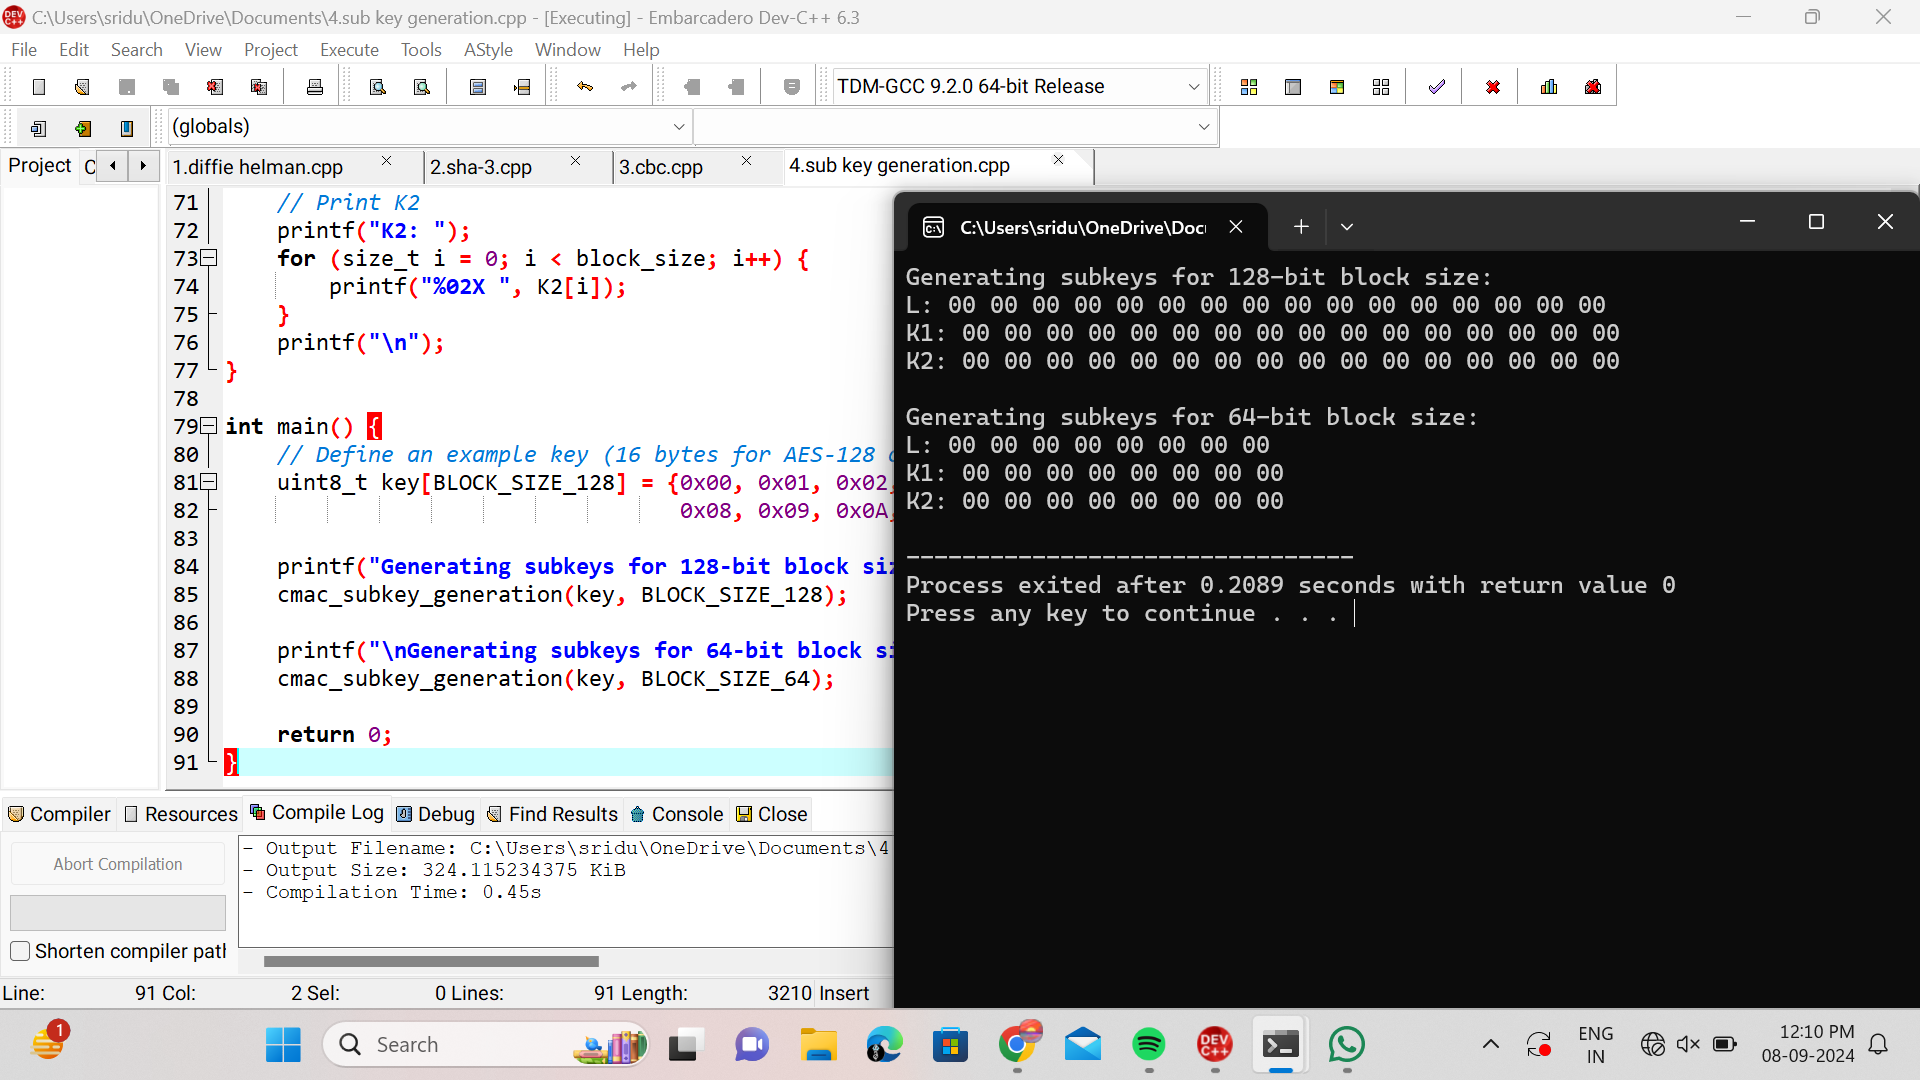 C:\Users\sridu\OneDrive\Documents\4.sub key generation.cpp - [Executing] - Embarcadero Dev-C++ 6.3
File Edit Search View Project Execute Tools AStyle Window Help
TDM-GCC 9.2.0 64-bit Release
(globals)
Project C
1.diffie helman.cpp 2.sha-3.cpp 3.cbc.cpp 4.sub key generation.cpp
71 // Print K2
72 printf("K2: ");
73 for (size_t i = 0; i < block_size; i++) {
74 printf("%02X ", K2[i]);
75 }
76 printf("\n");
77 }
78
79 int main() {
80 // Define an example key (16 bytes for AES-128
81 uint8_t key[BLOCK_SIZE_128] = {0x00, 0x01, 0x02,
82 0x08, 0x09, 0x0A,
83
84 printf("Generating subkeys for 128-bit block siz
85 cmac_subkey_generation(key, BLOCK_SIZE_128);
86
87 printf("\nGenerating subkeys for 64-bit block si
88 cmac_subkey_generation(key, BLOCK_SIZE_64);
89
90 return 0;
91 }
C:\Users\sridu\OneDrive\Doc
Generating subkeys for 128-bit block size:
L: 00 00 00 00 00 00 00 00 00 00 00 00 00 00 00 00
K1: 00 00 00 00 00 00 00 00 00 00 00 00 00 00 00 00
K2: 00 00 00 00 00 00 00 00 00 00 00 00 00 00 00 00
Generating subkeys for 64-bit block size:
L: 00 00 00 00 00 00 00 00
K1: 00 00 00 00 00 00 00 00
K2: 00 00 00 00 00 00 00 00
--------------------------------
Process exited after 0.2089 seconds with return value 0
Press any key to continue . . .
Compiler Resources Compile Log Debug Find Results Console Close
Abort Compilation
Shorten compiler path
- Output Filename: C:\Users\sridu\OneDrive\Documents\4
- Output Size: 324.115234375 KiB
- Compilation Time: 0.45s
Line: 91 Col: 2 Sel: 0 Lines: 91 Length: 3210 Insert
1
Search
DEV C++
ENG
IN
12:10 PM
08-09-2024